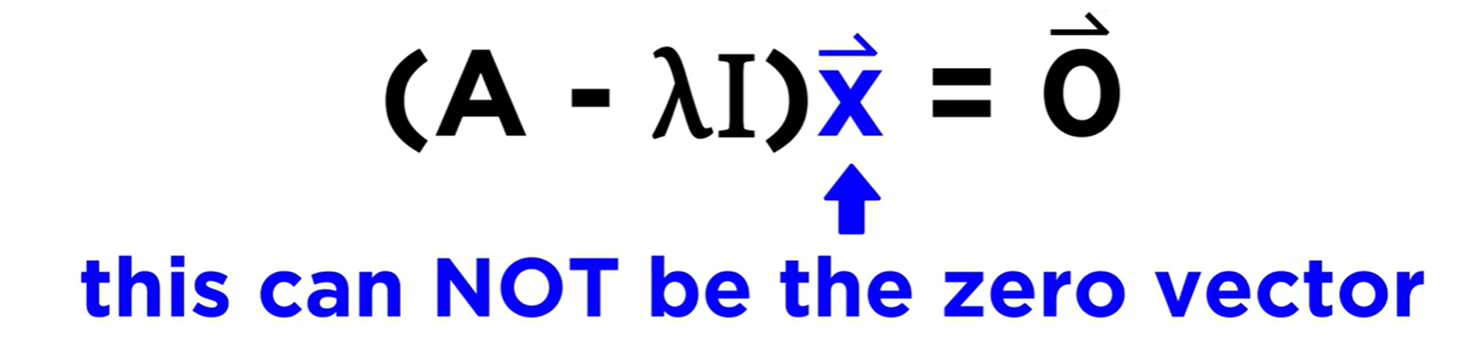 (A - λI)x⃗ = 0⃗
this can NOT be the zero vector